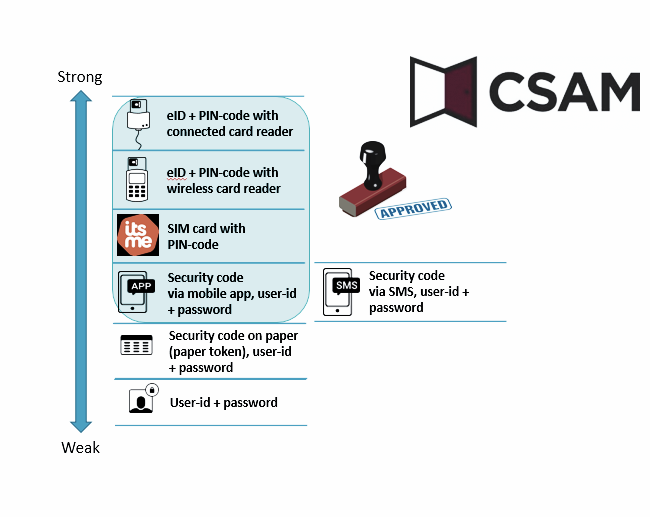 Strong
CSAM
eID + PIN-code with
connected card reader
eID + PIN-code with
wireless card reader
APPROVED
its
me
SIM card with
PIN-code
APP
Security code
via mobile app, user-id
+ password
SMS
Security code
via SMS, user-id +
password
Security code on paper
(paper token), user-id
+ password
User-id + password
Weak